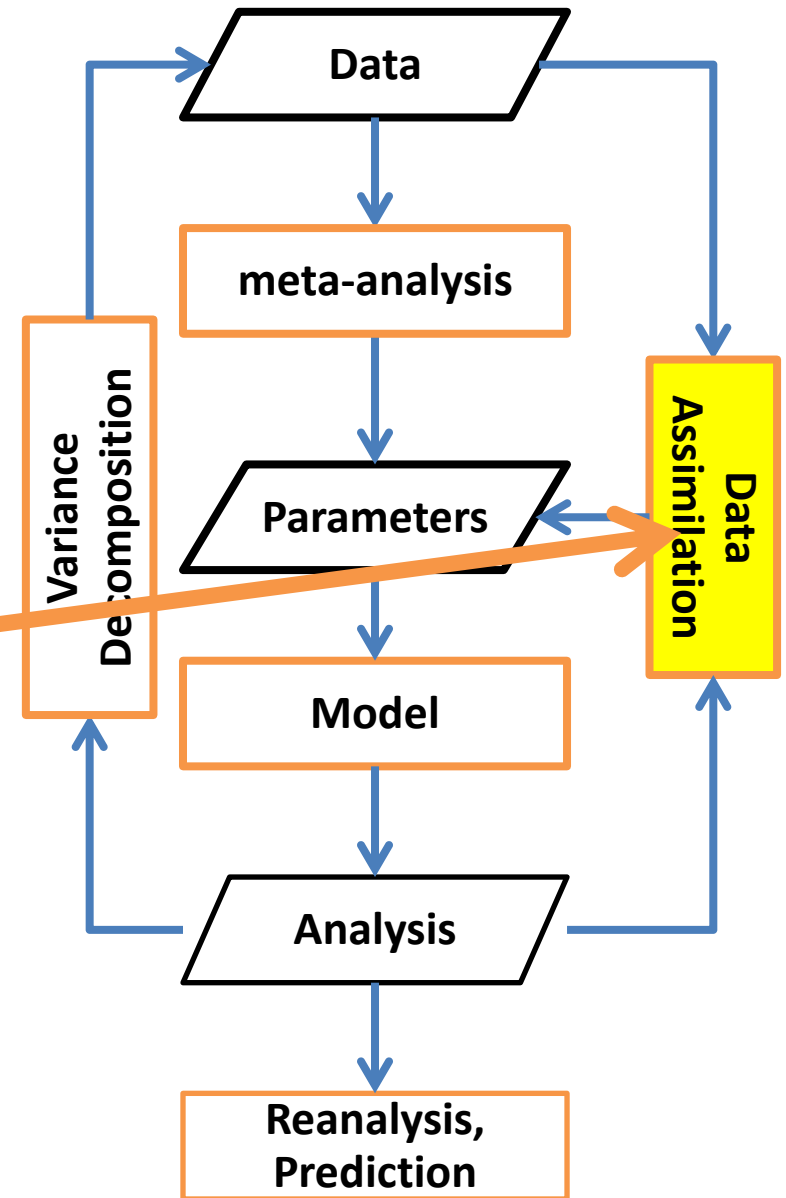 Data
meta-analysis
Variance
Decomposition
Data
Assimilation
Parameters
Model
Analysis
Reanalysis,
Prediction